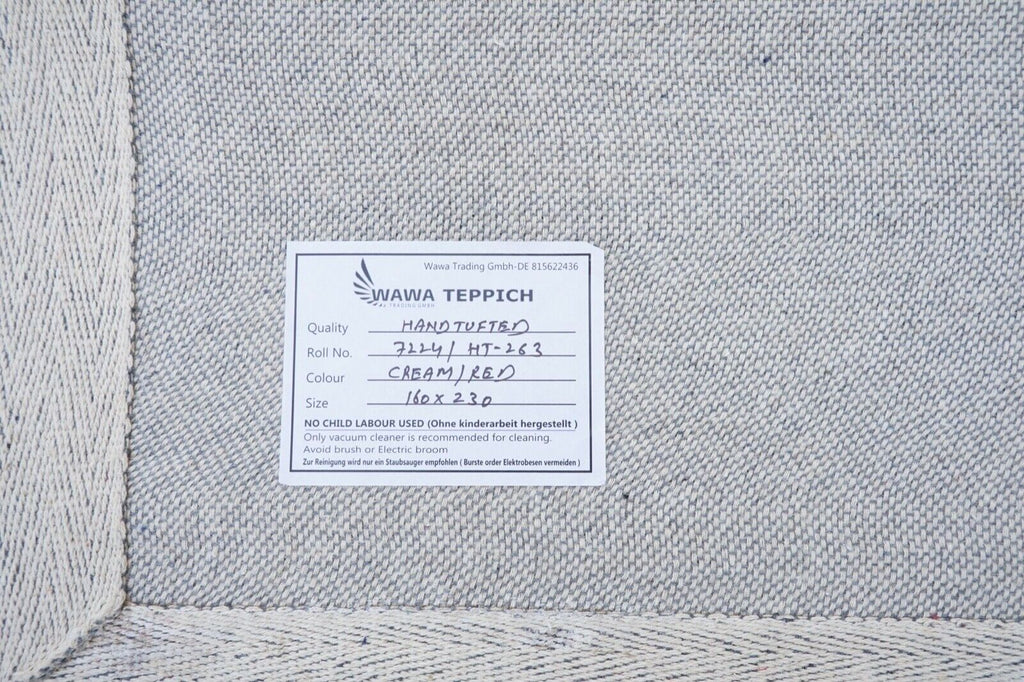 Wawa Trading Gmbh-DE 815622436
WAWA TEPPICH
TRADING GMBH
Quality HANDTUFTED
Roll No. 7224/ HT-263
Colour CREAM/RED
Size 160 x 230
NO CHILD LABOUR USED (Ohne kinderarbeit hergestellt )
Only vacuum cleaner is recommended for cleaning.
Avoid brush or Electric broom
Zur Reinigung wird nur ein Staubsauger empfohlen ( Burste order Elektrobesen vermeiden )